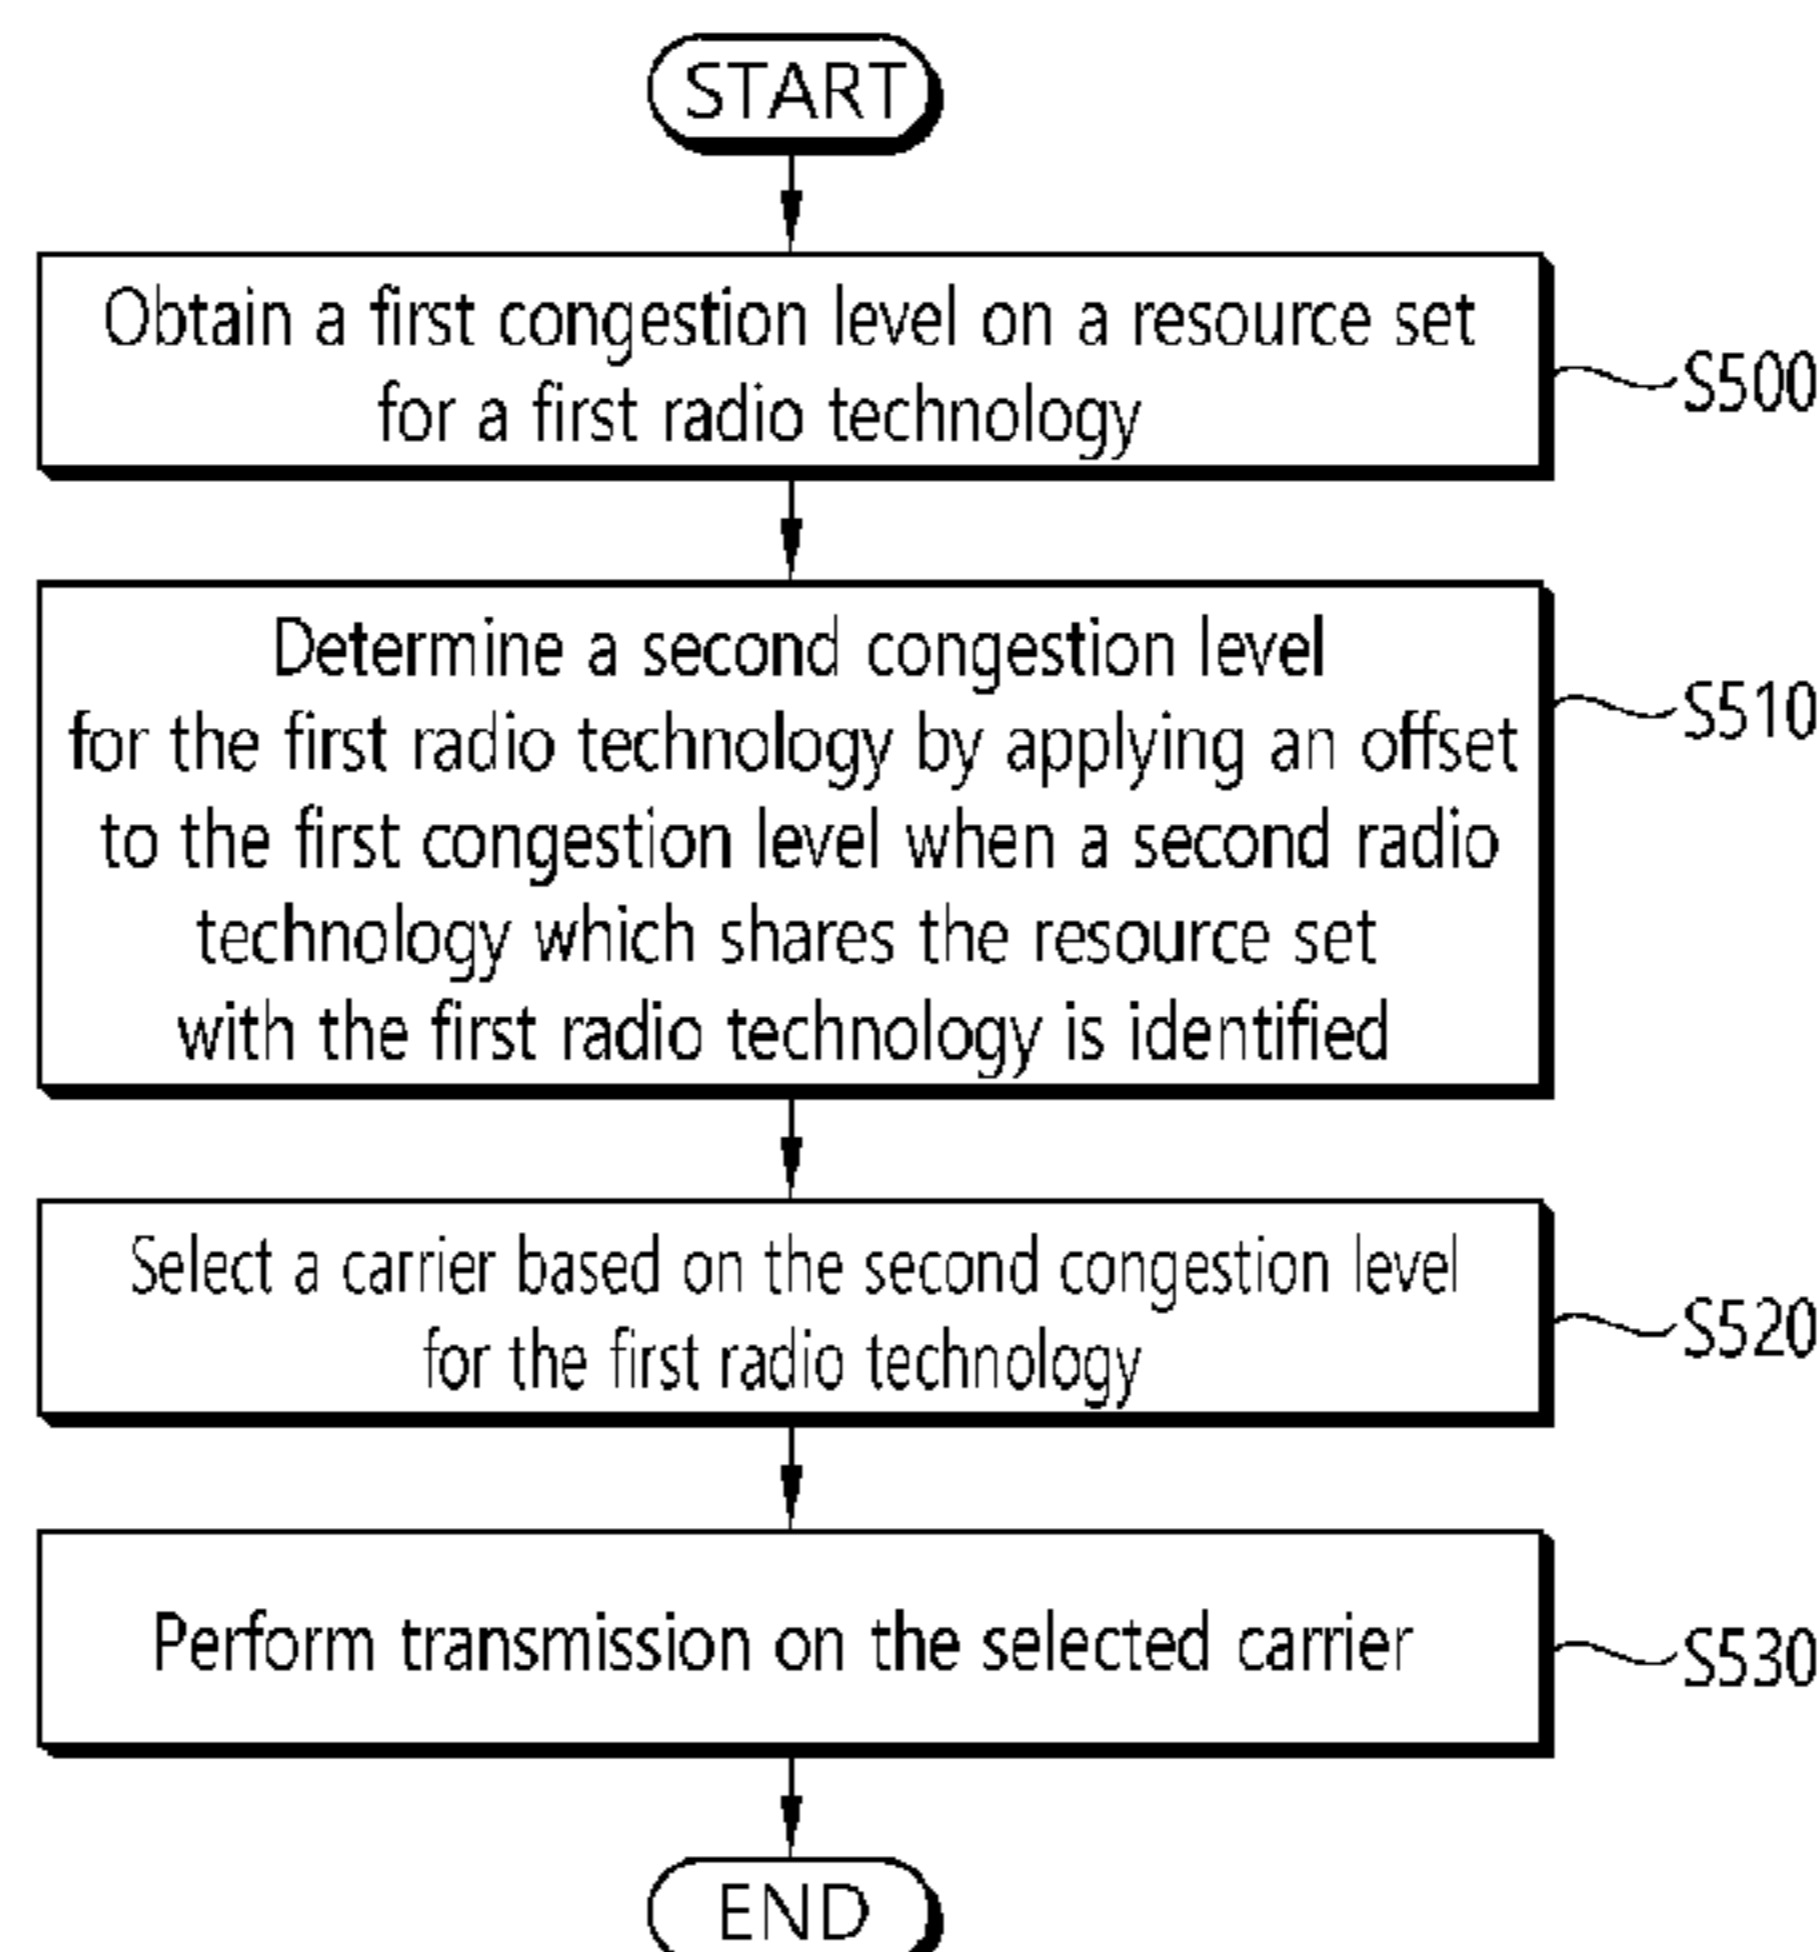 START
Obtain a first congestion level on a resource set
for a first radio technology
S500
Determine a second congestion level
for the first radio technology by applying an offset
to the first congestion level when a second radio
technology which shares the resource set
with the first radio technology is identified
S510
Select a carrier based on the second congestion level
for the first radio technology
S520
Perform transmission on the selected carrier
S530
END